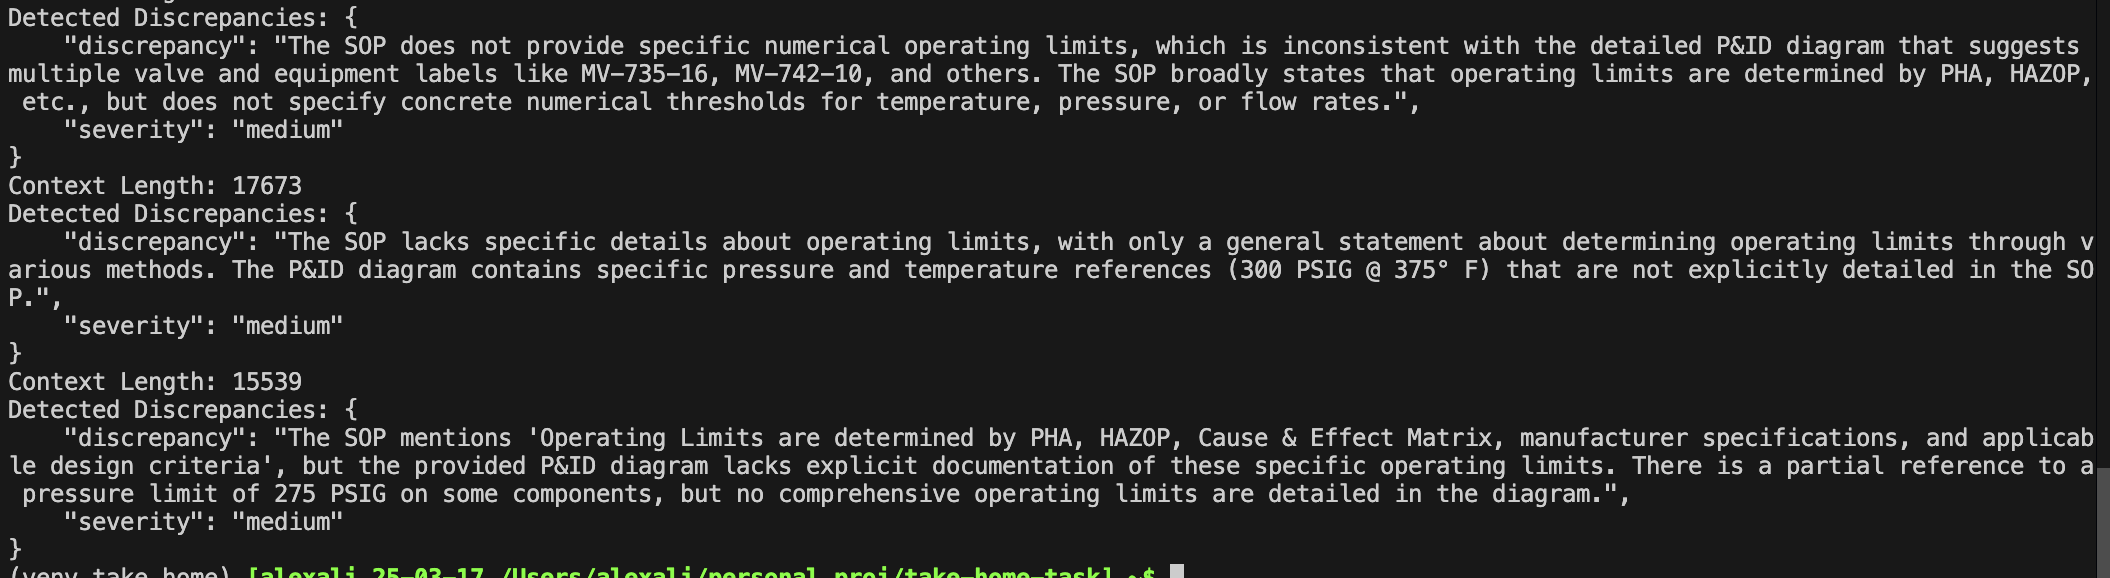 Detected Discrepancies: {
    "discrepancy": "The SOP does not provide specific numerical operating limits, which is inconsistent with the detailed P&ID diagram that suggests
multiple valve and equipment labels like MV-735-16, MV-742-10, and others. The SOP broadly states that operating limits are determined by PHA, HAZOP,
 etc., but does not specify concrete numerical thresholds for temperature, pressure, or flow rates.",
    "severity": "medium"
}
Context Length: 17673
Detected Discrepancies: {
    "discrepancy": "The SOP lacks specific details about operating limits, with only a general statement about determining operating limits through v
arious methods. The P&ID diagram contains specific pressure and temperature references (300 PSIG @ 375° F) that are not explicitly detailed in the SO
P.",
    "severity": "medium"
}
Context Length: 15539
Detected Discrepancies: {
    "discrepancy": "The SOP mentions 'Operating Limits are determined by PHA, HAZOP, Cause & Effect Matrix, manufacturer specifications, and applicab
le design criteria', but the provided P&ID diagram lacks explicit documentation of these specific operating limits. There is a partial reference to a
 pressure limit of 275 PSIG on some components, but no comprehensive operating limits are detailed in the diagram.",
    "severity": "medium"
}
(venv_take_home) [alexali 25-03-17 /Users/alexali/personal_proj/take-home-task] ~$